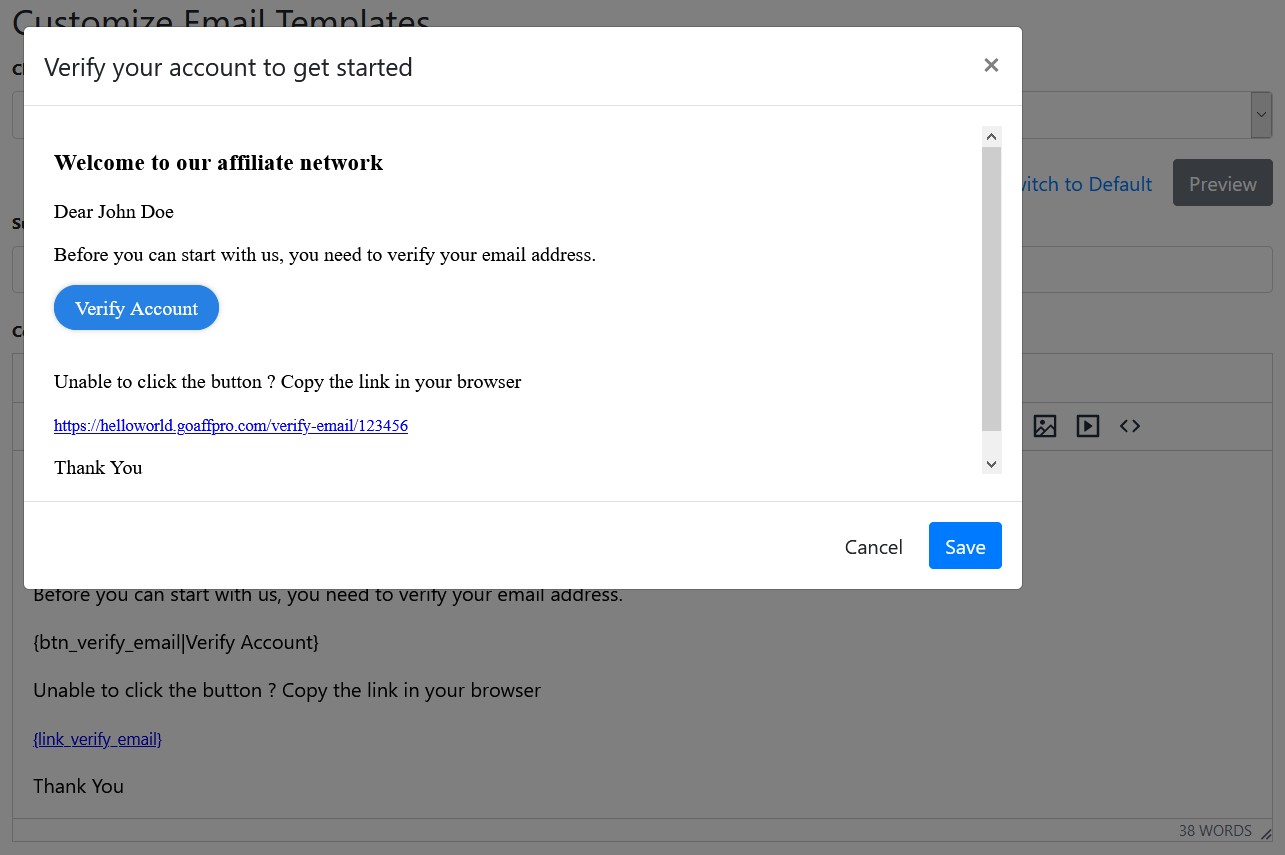 Customize Email Templates
Verify your account to get started
×
Welcome to our affiliate network
Dear John Doe
Before you can start with us, you need to verify your email address.
Verify Account
Unable to click the button ? Copy the link in your browser
https://helloworld.goaffpro.com/verify-email/123456
Thank You
Cancel
Save
to Default
Preview
Before you can start with us, you need to verify your email address.
{btn_verify_email|Verify Account}
Unable to click the button ? Copy the link in your browser
{link_verify_email}
Thank You
38 WORDS